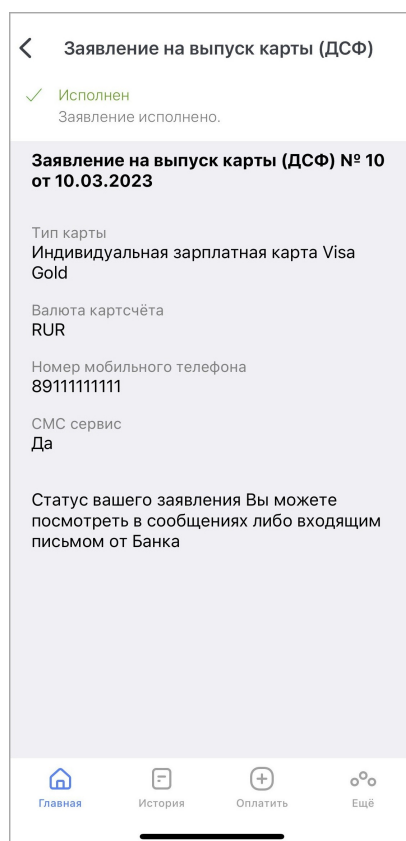 Заявление на выпуск карты (ДСФ)
Исполнен
Заявление исполнено.
Заявление на выпуск карты (ДСФ) № 10
от 10.03.2023
Тип карты
Индивидуальная зарплатная карта Visa
Gold
Валюта картсчёта
RUR
Номер мобильного телефона
89111111111
СМС сервис
Да
Статус вашего заявления Вы можете
посмотреть в сообщениях либо входящим
письмом от Банка
Главная История Оплатить Ещё